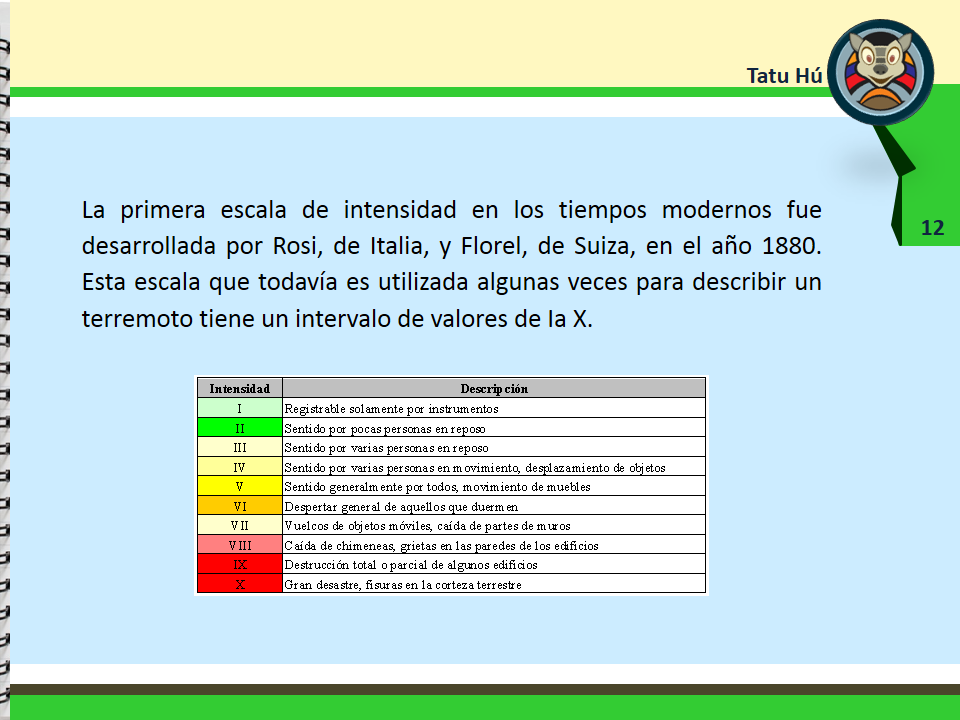 Tatu Hú
12
La primera escala de intensidad en los tiempos modernos fue
desarrollada por Rosi, de Italia, y Florel, de Suiza, en el año 1880.
Esta escala que todavía es utilizada algunas veces para describir un
terremoto tiene un intervalo de valores de Ia X.
Intensidad Descripción
I Registrable solamente por instrumentos
II Sentido por pocas personas en reposo
III Sentido por varias personas en reposo
IV Sentido por varias personas en movimiento, desplazamiento de objetos
V Sentido generalmente por todos, movimiento de muebles
VI Despertar general de aquellos que duermen
VII Vuelcos de objetos móviles, caída de partes de muros
VIII Caída de chimeneas, grietas en las paredes de los edificios
IX Destrucción total o parcial de algunos edificios
X Gran desastre, fisuras en la corteza terrestre